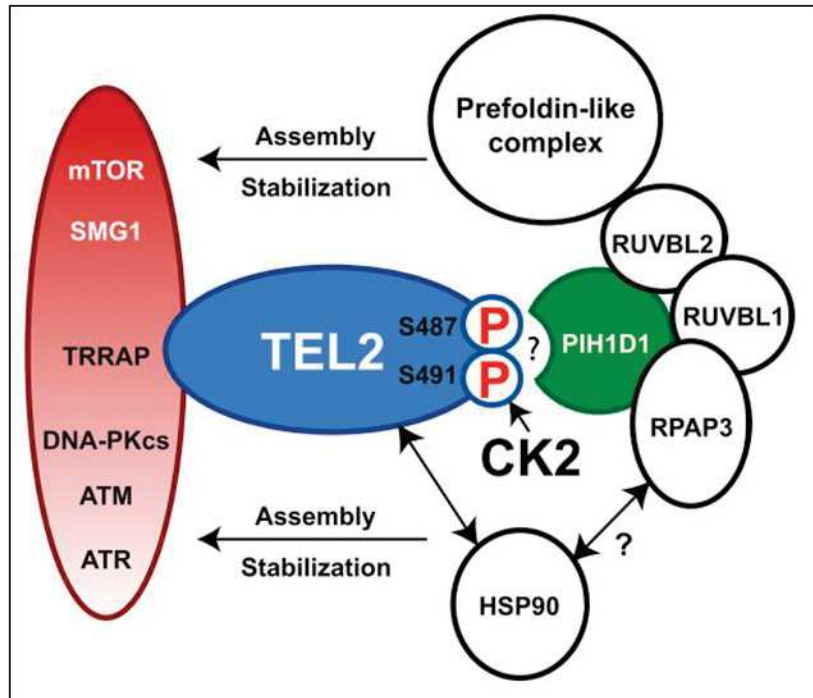 Prefoldin-like
complex
Assembly
Stabilization
mTOR
SMG1
TRRAP
DNA-PKcs
ATM
ATR
TEL2
S487
P
S491
P
?
PIH1D1
RUVBL2
RUVBL1
RPAP3
CK2
Assembly
Stabilization
?
HSP90